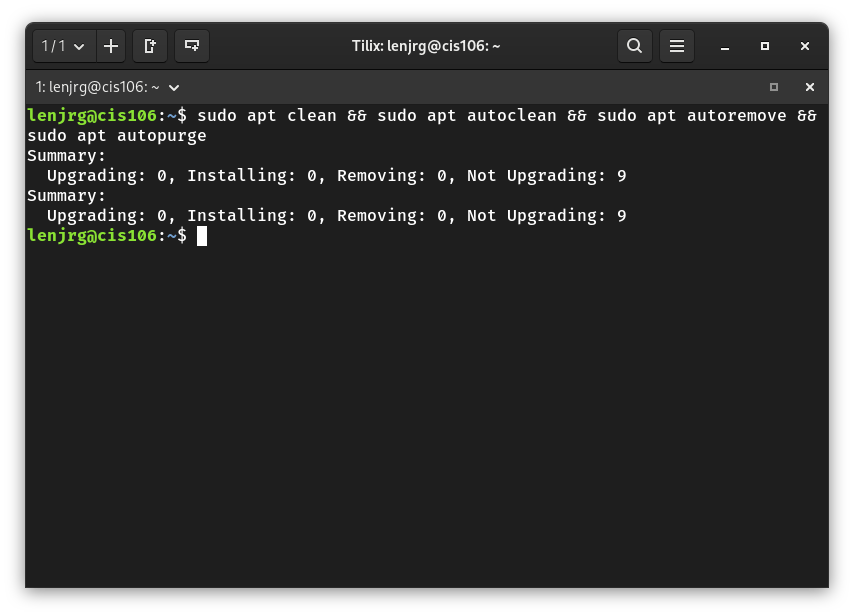 1 / 1
Tilix: lenjrg@cis106: ~
1: lenjrg@cis106: ~
lenjrg@cis106:~$ sudo apt clean && sudo apt autoclean && sudo apt autoremove &&
sudo apt autopurge
Summary:
  Upgrading: 0, Installing: 0, Removing: 0, Not Upgrading: 9
Summary:
  Upgrading: 0, Installing: 0, Removing: 0, Not Upgrading: 9
lenjrg@cis106:~$